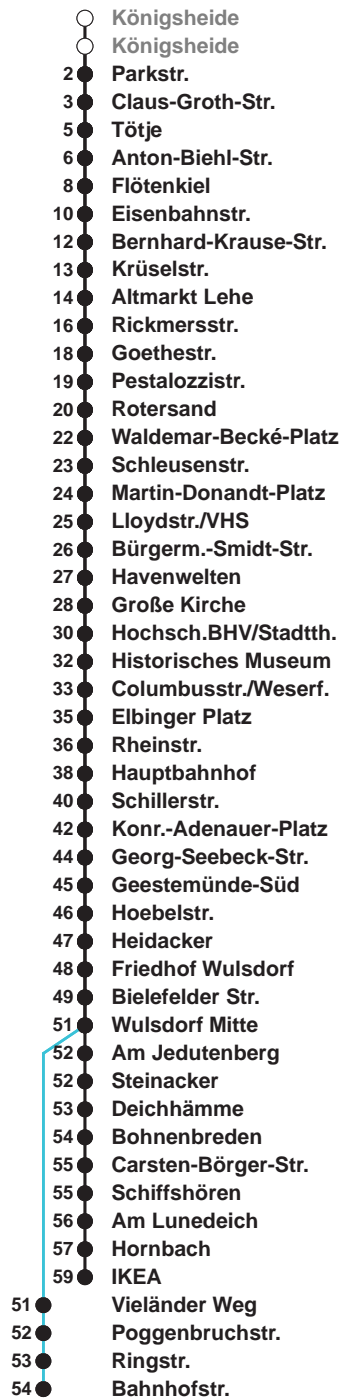 Königsheide
Königsheide
2 Parkstr.
3 Claus-Groth-Str.
5 Tötje
6 Anton-Biehl-Str.
8 Flötenkiel
10 Eisenbahnstr.
12 Bernhard-Krause-Str.
13 Krüselstr.
14 Altmarkt Lehe
16 Rickmersstr.
18 Goethestr.
19 Pestalozzistr.
20 Rotersand
22 Waldemar-Becké-Platz
23 Schleusenstr.
24 Martin-Donandt-Platz
25 Lloydstr./VHS
26 Bürgerm.-Smidt-Str.
27 Havenwelten
28 Große Kirche
30 Hochsch.BHV/Stadtth.
32 Historisches Museum
33 Columbusstr./Weserf.
35 Elbinger Platz
36 Rheinstr.
38 Hauptbahnhof
40 Schillerstr.
42 Konr.-Adenauer-Platz
44 Georg-Seebeck-Str.
45 Geestemünde-Süd
46 Hoebelstr.
47 Heidacker
48 Friedhof Wulsdorf
49 Bielefelder Str.
51 Wulsdorf Mitte
52 Am Jedutenberg
52 Steinacker
53 Deichhämme
54 Bohnenbreden
55 Carsten-Börger-Str.
55 Schiffshören
56 Am Lunedeich
57 Hornbach
59 IKEA
51 Vieländer Weg
52 Poggenbruchstr.
53 Ringstr.
54 Bahnhofstr.